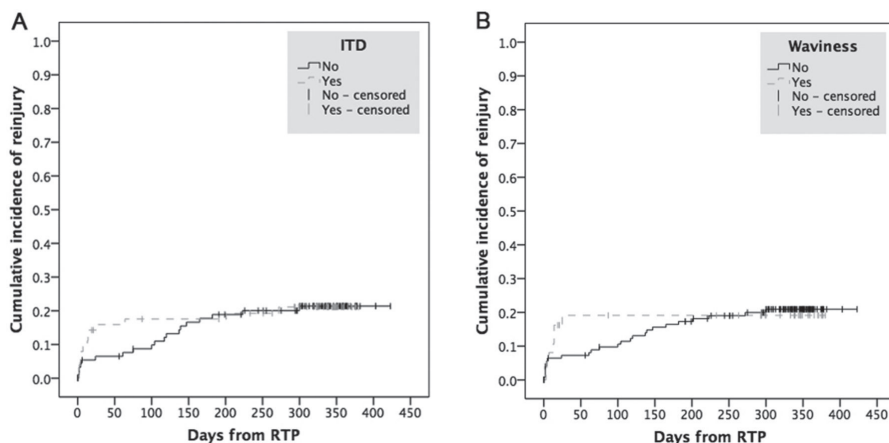 A
ITD
No
Yes
No – censored
Yes – censored
Cumulative incidence of reinjury
1.0
0.9
0.8
0.7
0.6
0.5
0.4
0.3
0.2
0.1
0.0
0 50 100 150 200 250 300 350 400 450
Days from RTP
B
Waviness
No
Yes
No – censored
Yes – censored
Cumulative incidence of reinjury
1.0
0.9
0.8
0.7
0.6
0.5
0.4
0.3
0.2
0.1
0.0
0 50 100 150 200 250 300 350 400 450
Days from RTP